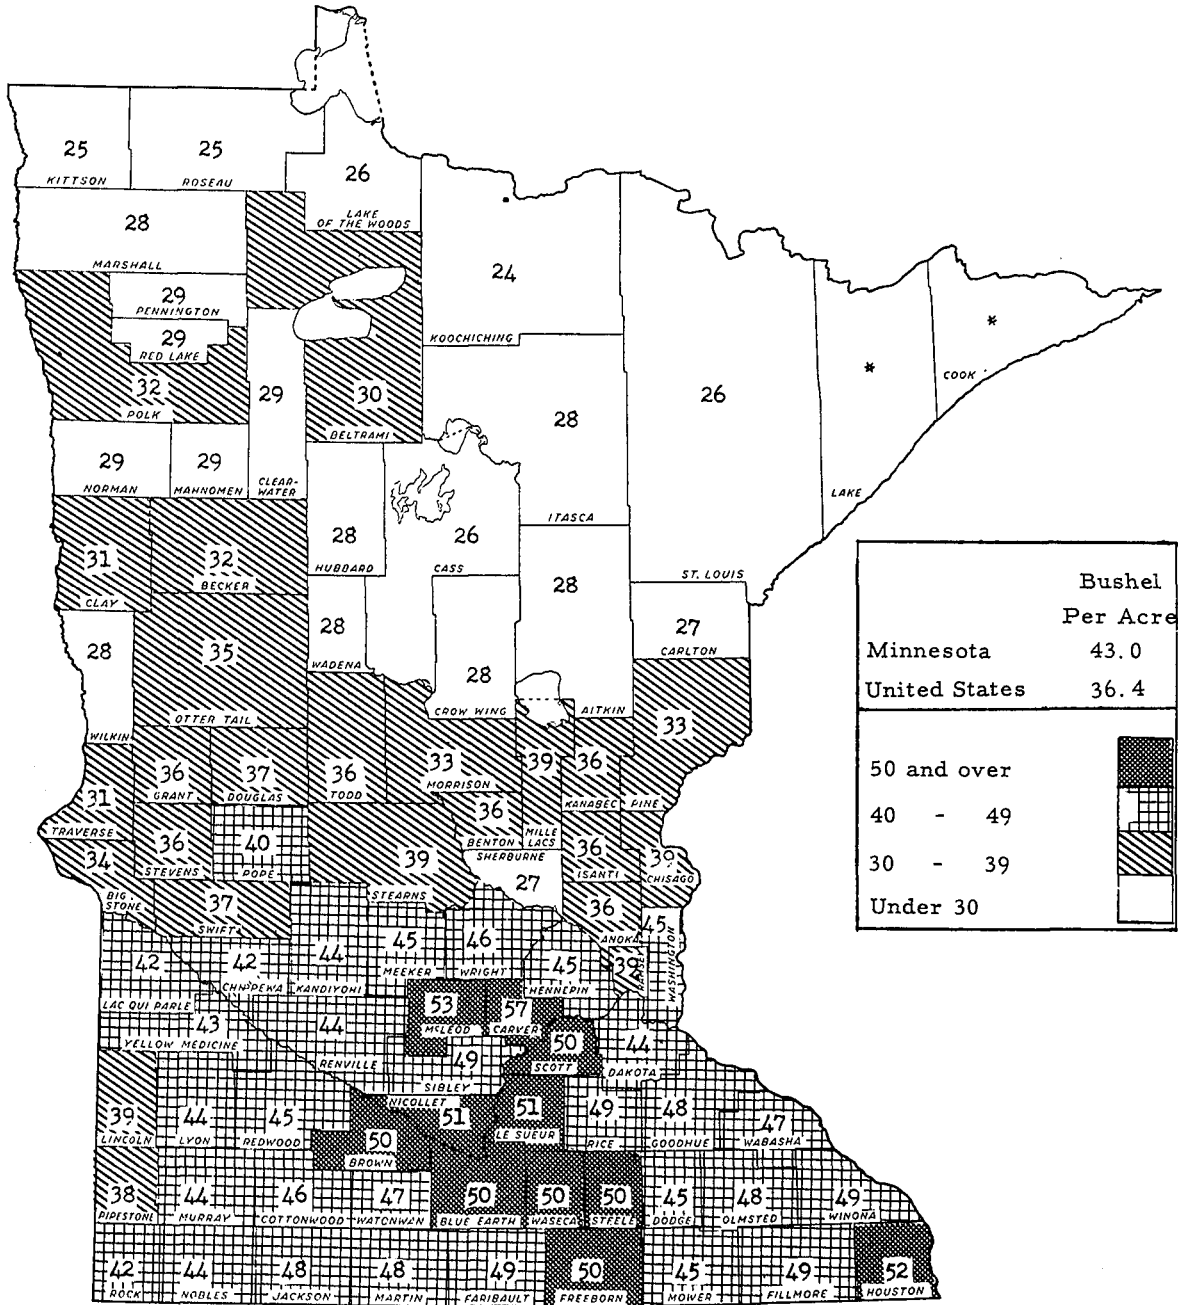 25
KITTSON
25
ROSEAU
26
LAKE
OF THE WOODS
28
MARSHALL
24
KOOCHICHING
29
PENNINGTON
29
RED LAKE
32
POLK
29
CLEAR-
WATER
30
BELTRAMI
28
ITASCA
26
ST. LOUIS
*
LAKE
*
COOK
29
NORMAN
29
MAHNOMEN
31
CLAY
32
BECKER
28
HUBBARD
26
CASS
28
AITKIN
27
CARLTON
28
WILKIN
35
OTTER TAIL
28
WADENA
28
CROW WING
33
PINE
31
TRAVERSE
36
GRANT
37
DOUGLAS
36
TODD
33
MORRISON
39
MILLE
LACS
36
KANABEC
34
BIG
STONE
36
STEVENS
40
POPE
39
STEARNS
36
BENTON
SHERBURNE
27
36
ISANTI
39
CHISAGO
37
SWIFT
36
ANOKA
45
WASHINGTON
39
RAMSEY
42
LAC QUI PARLE
42
CHIPPEWA
44
KANDIYOHI
45
MEEKER
46
WRIGHT
45
HENNEPIN
43
YELLOW MEDICINE
44
RENVILLE
53
McLEOD
57
CARVER
50
SCOTT
44
DAKOTA
49
SIBLEY
NICOLLET
51
51
LE SUEUR
39
LINCOLN
44
LYON
45
REDWOOD
50
BROWN
49
RICE
48
GOODHUE
47
WABASHA
38
PIPESTONE
44
MURRAY
46
COTTONWOOD
47
WATONWAN
50
BLUE EARTH
50
WASECA
50
STEELE
45
DODGE
48
OLMSTED
49
WINONA
42
ROCK
44
NOBLES
48
JACKSON
48
MARTIN
49
FARIBAULT
50
FREEBORN
45
MOWER
49
FILLMORE
52
HOUSTON
Bushel
Per Acre
Minnesota 43.0
United States 36.4
50 and over
40 - 49
30 - 39
Under 30